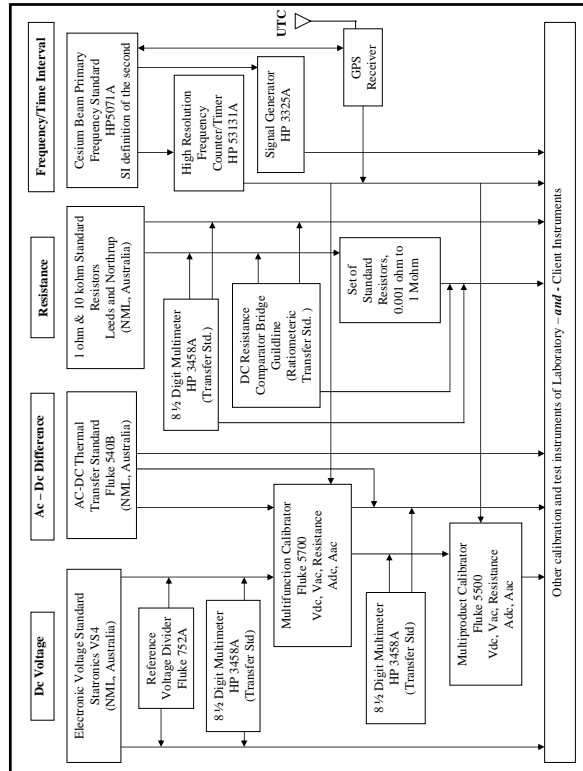 Dc Voltage
Ac – Dc Difference
Resistance
Frequency/Time Interval
Electronic Voltage Standard
Statronics VS4
(NML, Australia)
AC-DC Thermal
Transfer Standard
Fluke 540B
(NML, Australia)
1 ohm & 10 kohm Standard
Resistors
Leeds and Northrup
(NML, Australia)
Cesium Beam Primary
Frequency Standard
HP5071A
SI definition of the second
UTC
Reference
Voltage Divider
Fluke 752A
8 ½ Digit Multimeter
HP 3458A
(Transfer Std)
8 ½ Digit Multimeter
HP 3458A
(Transfer Std.)
High Resolution
Frequency
Counter/Timer
HP 53131A
Signal Generator
HP 3325A
GPS
Receiver
DC Resistance
Comparator Bridge
Guildline
(Ratiometeric
Transfer Std. )
Set of
Standard
Resistors,
0.001 ohm to
1 Mohm
Multifunction Calibrator
Fluke 5700
Vdc, Vac, Resistance
Adc, Aac
8 ½ Digit Multimeter
HP 3458A
(Transfer Std)
Multiproduct Calibrator
Fluke 5500
Vdc, Vac, Resistance
Adc, Aac
Other calibration and test instruments of Laboratory – and - Client Instruments